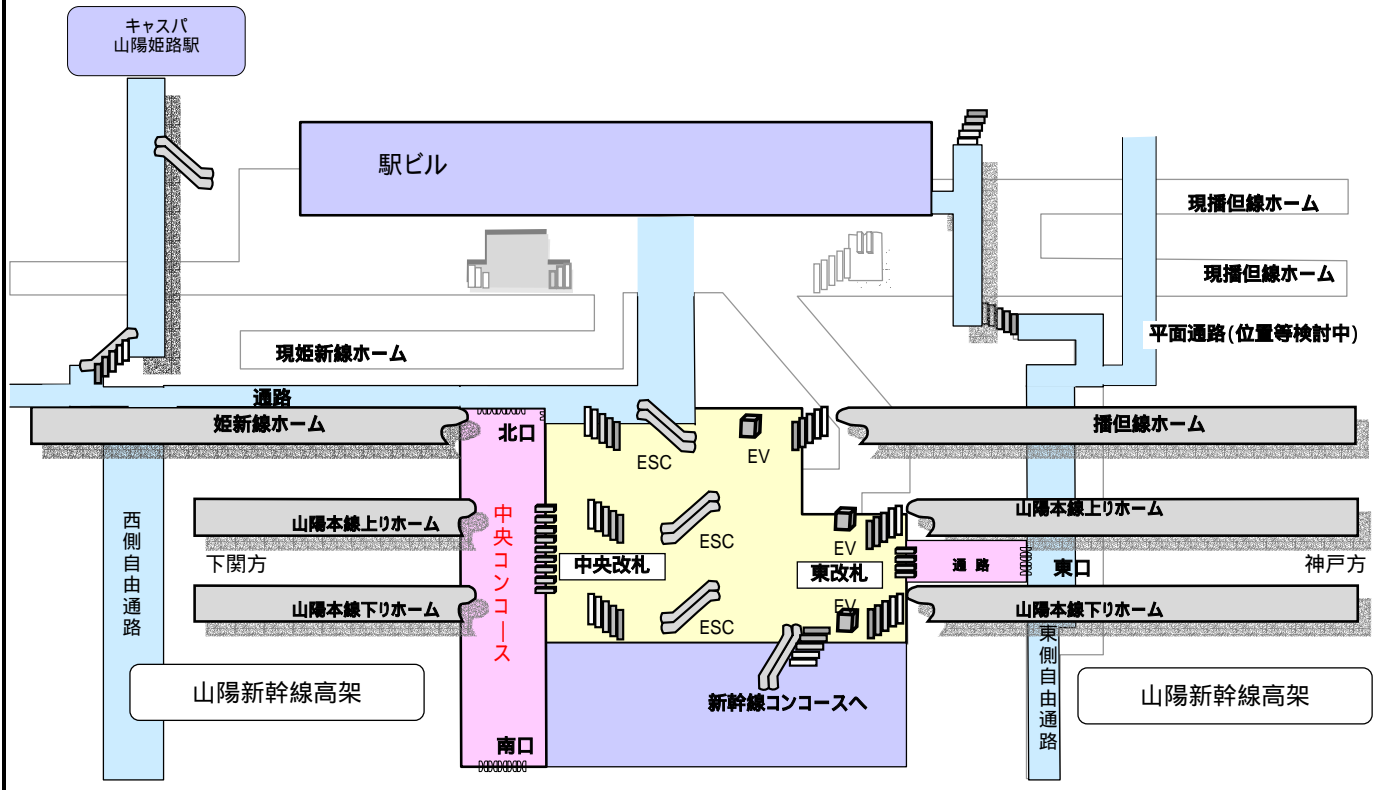 キャスパ
山陽姫路駅
駅ビル
現播但線ホーム
現播但線ホーム
平面通路(位置等検討中)
現姫新線ホーム
通路
姫新線ホーム
北口
ESC
EV
播但線ホーム
西側自由通路
山陽本線上りホーム
中央コンコース
ESC
EV
山陽本線上りホーム
下関方
中央改札
東改札
通路
東口
神戸方
山陽本線下りホーム
ESC
EV
山陽本線下りホーム
東側自由通路
山陽新幹線高架
新幹線コンコースへ
山陽新幹線高架
南口